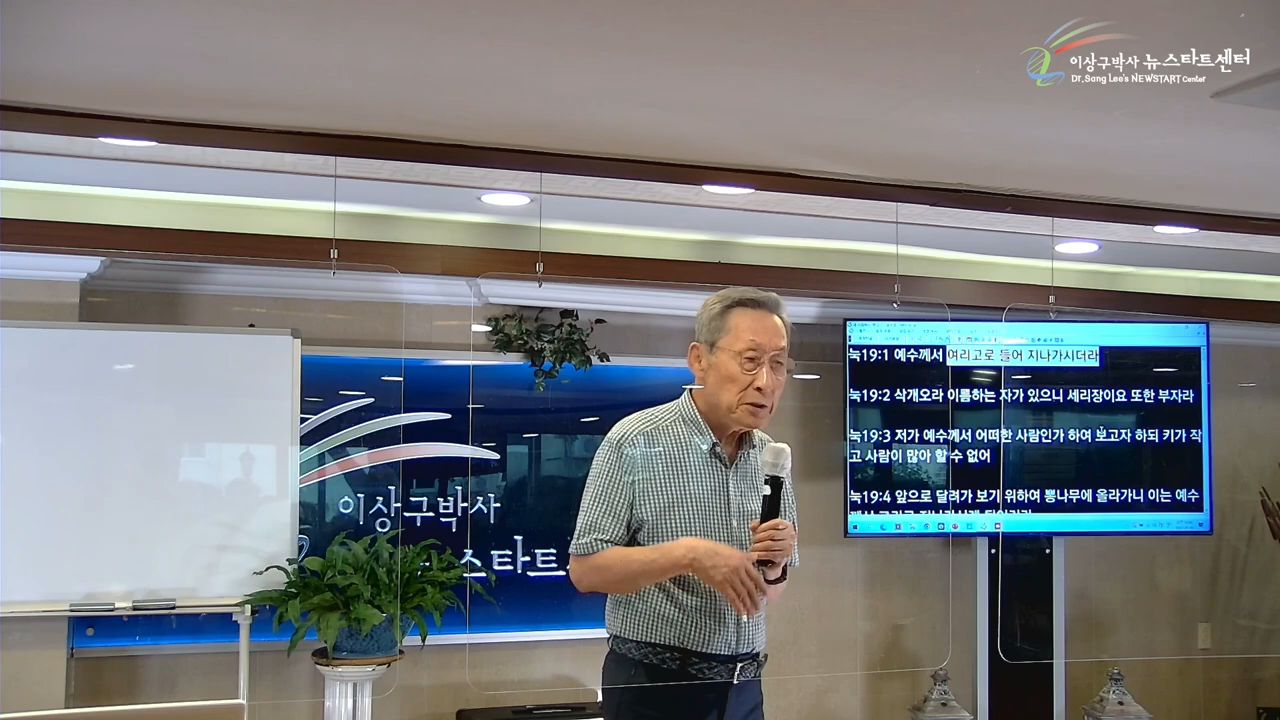 이상구박사 뉴스타트센터
Dr. Sang Lee's NEWSTART Center
눅19:1 예수께서 여리고로 들어 지나가시더라
눅19:2 삭개오라 이름하는 자가 있으니 세리장이요 또한 부자라
눅19:3 저가 예수께서 어떠한 사람인가 하여 보고자 하되 키가 작
고 사람이 많아 할 수 없어
눅19:4 앞으로 달려가 보기 위하여 뽕나무에 올라가니 이는 예수
이상구박사
스타트